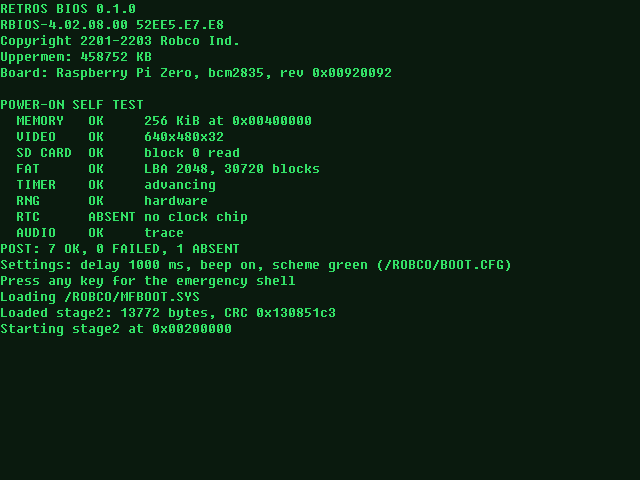 RETROS BIOS 0.1.0
RBIOS-4.02.08.00 52EE5.E7.E8
Copyright 2201-2203 Robco Ind.
Uppermem: 458752 KB
Board: Raspberry Pi Zero, bcm2835, rev 0x00920092
POWER-ON SELF TEST
MEMORY OK 256 KiB at 0x00400000
VIDEO OK 640x480x32
SD CARD OK block 0 read
FAT OK LBA 2048, 30720 blocks
TIMER OK advancing
RNG OK hardware
RTC ABSENT no clock chip
AUDIO OK trace
POST: 7 OK, 0 FAILED, 1 ABSENT
Settings: delay 1000 ms, beep on, scheme green (/ROBCO/BOOT.CFG)
Press any key for the emergency shell
Loading /ROBCO/MFBOOT.SYS
Loaded stage2: 13772 bytes, CRC 0x130851c3
Starting stage2 at 0x00200000